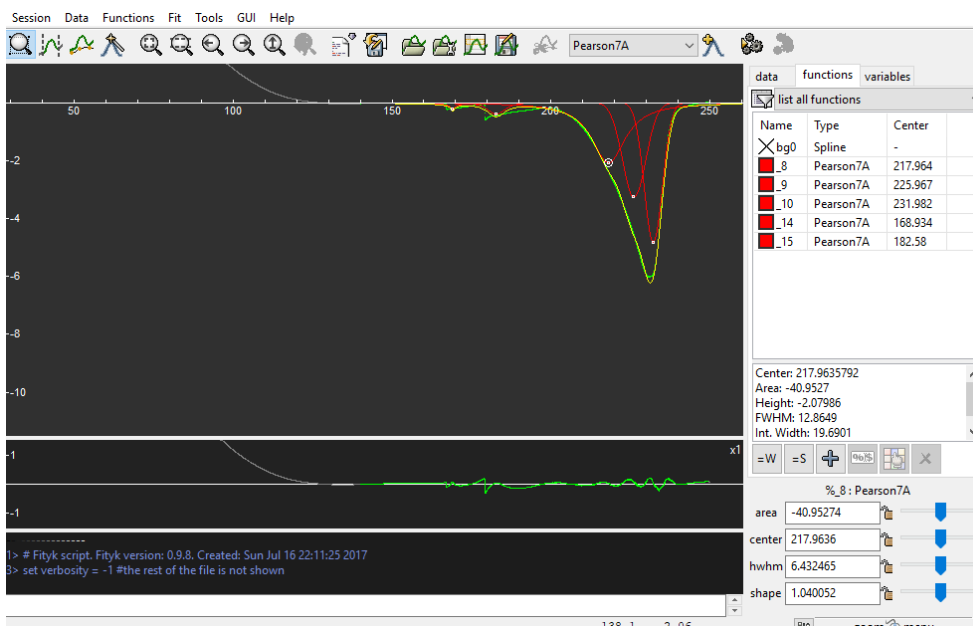 Session Data Functions Fit Tools GUI Help
Pearson7A
50 100 150 200 250
-2
-4
-6
-8
-10
-1
x1
-1
1> # Fityk script. Fityk version: 0.9.8. Created: Sun Jul 16 22:11:25 2017
3> set verbosity = -1 #the rest of the file is not shown
data functions variables
list all functions
Name Type Center
bg0 Spline -
_8 Pearson7A 217.964
_9 Pearson7A 225.967
_10 Pearson7A 231.982
_14 Pearson7A 168.934
_15 Pearson7A 182.58
Center: 217.9635792
Area: -40.9527
Height: -2.07986
FWHM: 12.8649
Int. Width: 19.6901
=W =S
%_8 : Pearson7A
area -40.95274
center 217.9636
hwhm 6.432465
shape 1.040052